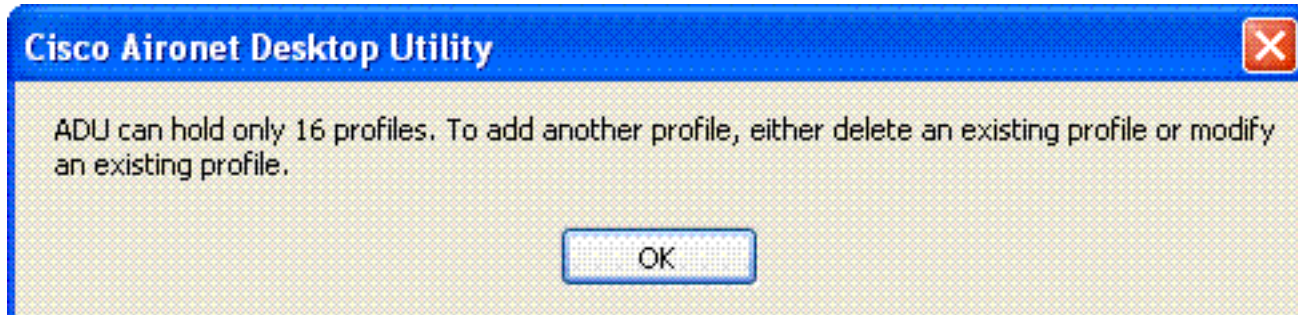 Cisco Aironet Desktop Utility
ADU can hold only 16 profiles. To add another profile, either delete an existing profile or modify
an existing profile.
OK